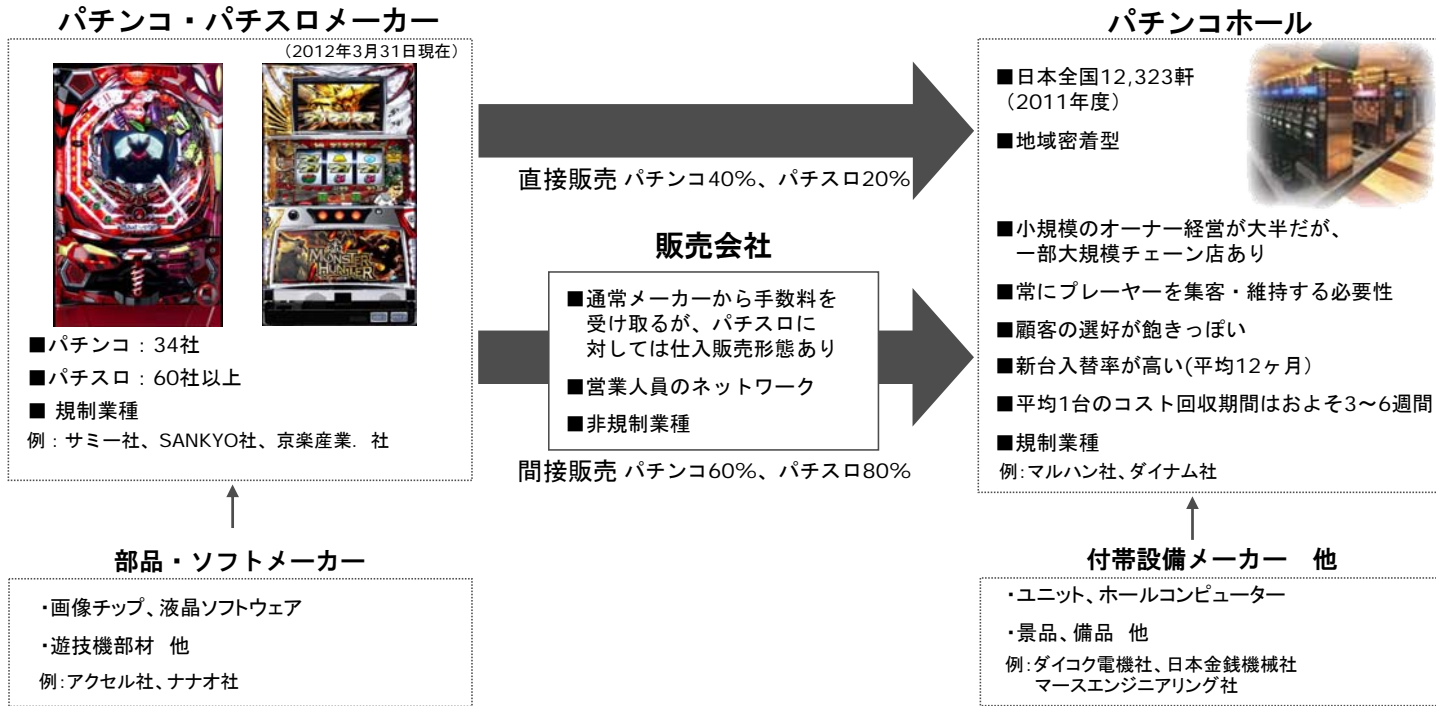 パチンコ・パチスロメーカー
（2012年3月31日現在）
MONSTER
HUNTER
■パチンコ：34社
■パチスロ：60社以上
■ 規制業種
例：サミー社、SANKYO社、京楽産業．社
部品・ソフトメーカー
・画像チップ、液晶ソフトウェア
・遊技機部材　他
例：アクセル社、ナナオ社
直接販売 パチンコ40%、パチスロ20%
販売会社
■通常メーカーから手数料を
受け取るが、パチスロに
対しては仕入販売形態あり
■営業人員のネットワーク
■非規制業種
間接販売 パチンコ60%、パチスロ80%
パチンコホール
■日本全国12,323軒
（2011年度）
■地域密着型
■小規模のオーナー経営が大半だが、
一部大規模チェーン店あり
■常にプレーヤーを集客・維持する必要性
■顧客の選好が飽きっぽい
■新台入替率が高い(平均12ヶ月）
■平均1台のコスト回収期間はおよそ3～6週間
■規制業種
例：マルハン社、ダイナム社
付帯設備メーカー　他
・ユニット、ホールコンピューター
・景品、備品　他
例：ダイコク電機社、日本金銭機械社
マースエンジニアリング社